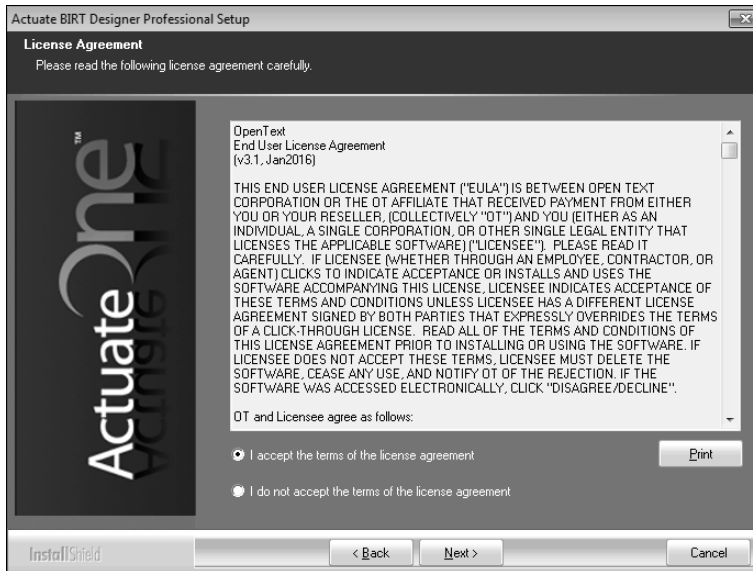 Actuate BIRT Designer Professional Setup
License Agreement
Please read the following license agreement carefully.
ActuateOne™
OpenText
End User License Agreement
(v3.1, Jan2016)
THIS END USER LICENSE AGREEMENT ("EULA") IS BETWEEN OPEN TEXT
CORPORATION OR THE OT AFFILIATE THAT RECEIVED PAYMENT FROM EITHER
YOU OR YOUR RESELLER, (COLLECTIVELY "OT") AND YOU (EITHER AS AN
INDIVIDUAL, A SINGLE CORPORATION, OR OTHER SINGLE LEGAL ENTITY THAT
LICENSES THE APPLICABLE SOFTWARE) ("LICENSEE").  PLEASE READ IT
CAREFULLY.  IF LICENSEE (WHETHER THROUGH AN EMPLOYEE, CONTRACTOR, OR
AGENT) CLICKS TO INDICATE ACCEPTANCE OR INSTALLS AND USES THE
SOFTWARE ACCOMPANYING THIS LICENSE, LICENSEE INDICATES ACCEPTANCE OF
THESE TERMS AND CONDITIONS UNLESS LICENSEE HAS A DIFFERENT LICENSE
AGREEMENT SIGNED BY BOTH PARTIES THAT EXPRESSLY OVERRIDES THE TERMS
OF A CLICK-THROUGH LICENSE.  READ ALL OF THE TERMS AND CONDITIONS OF
THIS LICENSE AGREEMENT PRIOR TO INSTALLING OR USING THE SOFTWARE. IF
LICENSEE DOES NOT ACCEPT THESE TERMS, LICENSEE MUST DELETE THE
SOFTWARE, CEASE ANY USE, AND NOTIFY OT OF THE REJECTION. IF THE
SOFTWARE WAS ACCESSED ELECTRONICALLY, CLICK "DISAGREE/DECLINE".
OT and Licensee agree as follows:
I accept the terms of the license agreement
Print
I do not accept the terms of the license agreement
InstallShield
< Back
Next >
Cancel